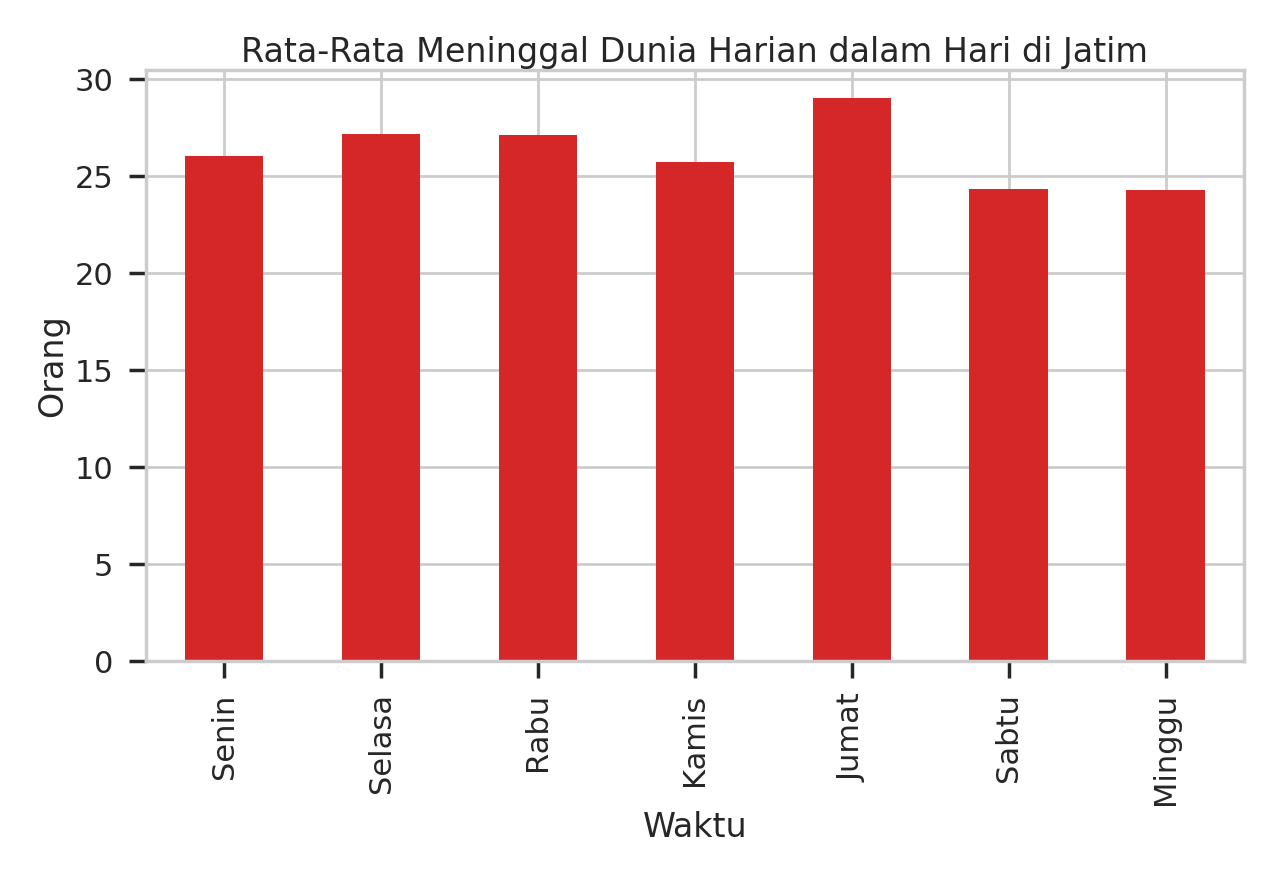 Rata-Rata Meninggal Dunia Harian dalam Hari di Jatim
30
25
20
15
10
5
0
Orang
Senin
Selasa
Rabu
Kamis
Jumat
Sabtu
Minggu
Waktu